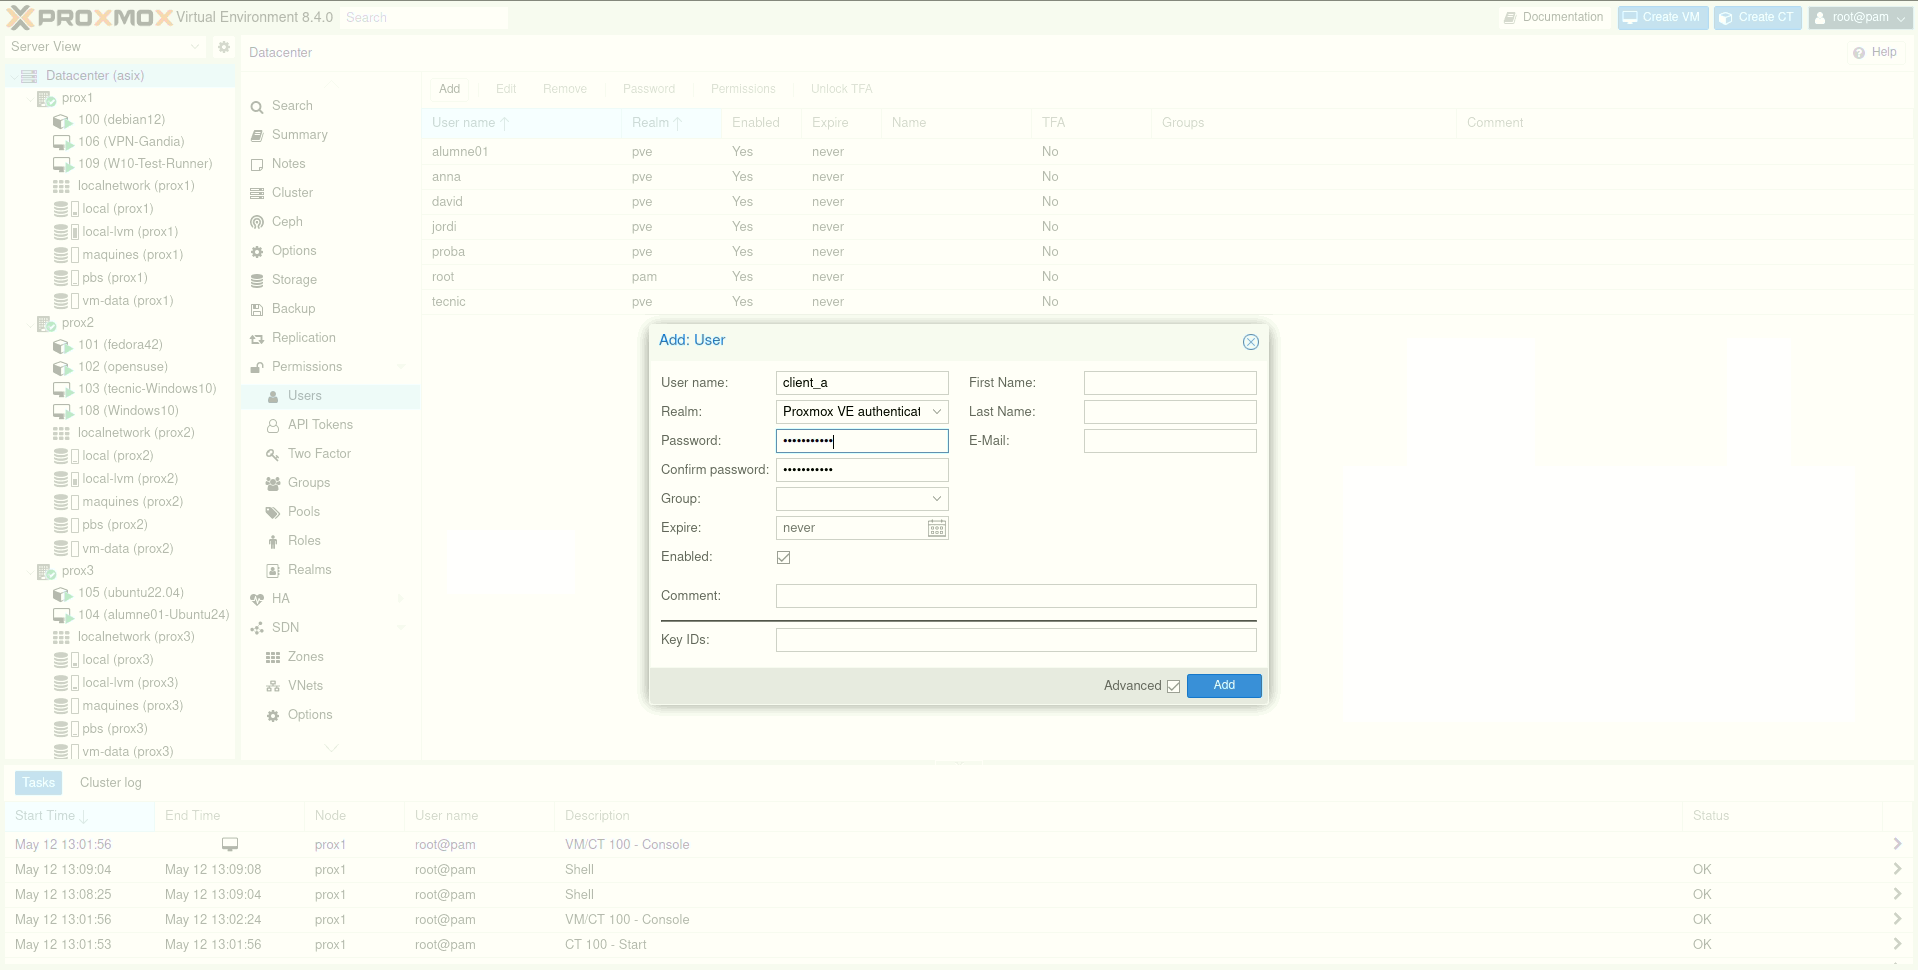 PROXMOX Virtual Environment 8.4.0 Search Documentation Create VM Create CT root@pam
Server View
Datacenter (asix)
prox1
100 (debian12)
106 (VPN-Gandia)
109 (W10-Test-Runner)
localnetwork (prox1)
local (prox1)
local-lvm (prox1)
maquines (prox1)
pbs (prox1)
vm-data (prox1)
prox2
101 (fedora42)
102 (opensuse)
103 (tecnic-Windows10)
108 (Windows10)
localnetwork (prox2)
local (prox2)
local-lvm (prox2)
maquines (prox2)
pbs (prox2)
vm-data (prox2)
prox3
105 (ubuntu22.04)
104 (alumne01-Ubuntu24)
localnetwork (prox3)
local (prox3)
local-lvm (prox3)
maquines (prox3)
pbs (prox3)
vm-data (prox3)
Datacenter Help
Search
Summary
Notes
Cluster
Ceph
Options
Storage
Backup
Replication
Permissions
Users
API Tokens
Two Factor
Groups
Pools
Roles
Realms
HA
SDN
Zones
VNets
Options
Add Edit Remove Password Permissions Unlock TFA
User name Realm Enabled Expire Name TFA Groups Comment
alumne01 pve Yes never No
anna pve Yes never No
david pve Yes never No
jordi pve Yes never No
proba pve Yes never No
root pam Yes never No
tecnic pve Yes never No
Add: User
User name: client_a First Name:
Realm: Proxmox VE authenticat Last Name:
Password: ••••••••••• E-Mail:
Confirm password: •••••••••••
Group:
Expire: never
Enabled:
Comment:
Key IDs:
Advanced Add
Tasks Cluster log
Start Time End Time Node User name Description Status
May 12 13:01:56 prox1 root@pam VM/CT 100 - Console
May 12 13:09:04 May 12 13:09:08 prox1 root@pam Shell OK
May 12 13:08:25 May 12 13:09:04 prox1 root@pam Shell OK
May 12 13:01:56 May 12 13:02:24 prox1 root@pam VM/CT 100 - Console OK
May 12 13:01:53 May 12 13:01:56 prox1 root@pam CT 100 - Start OK